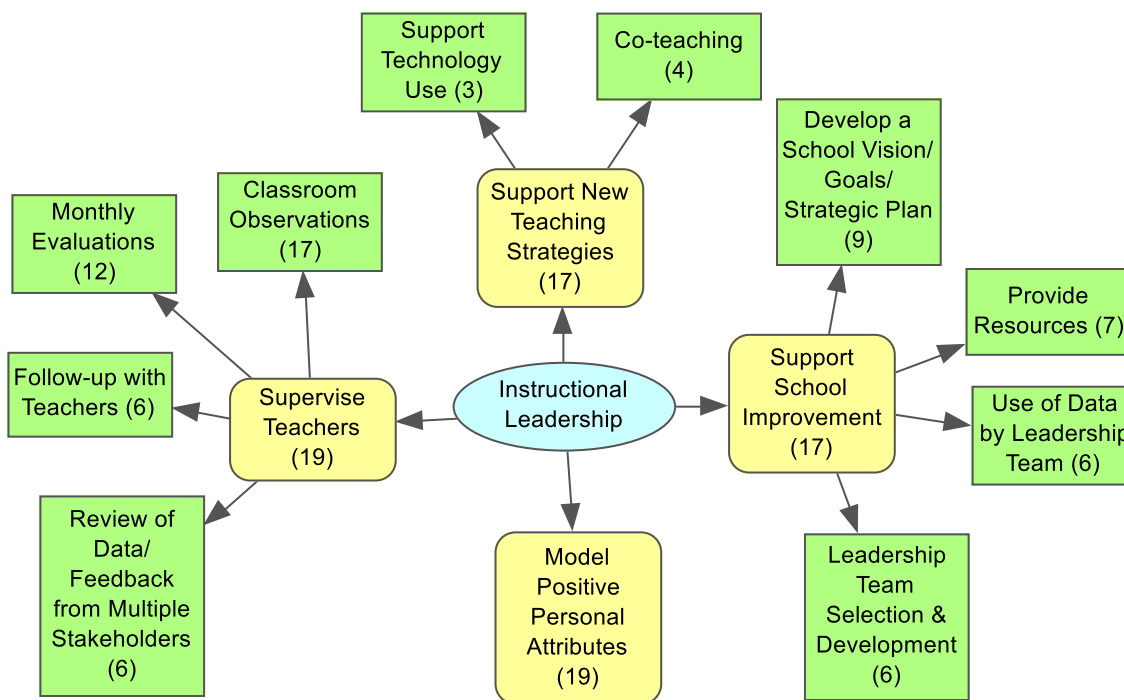 Support
Technology
Use (3)
Co-teaching
(4)
Develop a
School Vision/
Goals/
Strategic Plan
(9)
Monthly
Evaluations
(12)
Classroom
Observations
(17)
Support New
Teaching
Strategies
(17)
Provide
Resources (7)
Follow-up with
Teachers (6)
Supervise
Teachers
(19)
Instructional
Leadership
Support
School
Improvement
(17)
Use of Data
by Leadership
Team (6)
Review of
Data/
Feedback
from Multiple
Stakeholders
(6)
Model
Positive
Personal
Attributes
(19)
Leadership
Team
Selection &
Development
(6)